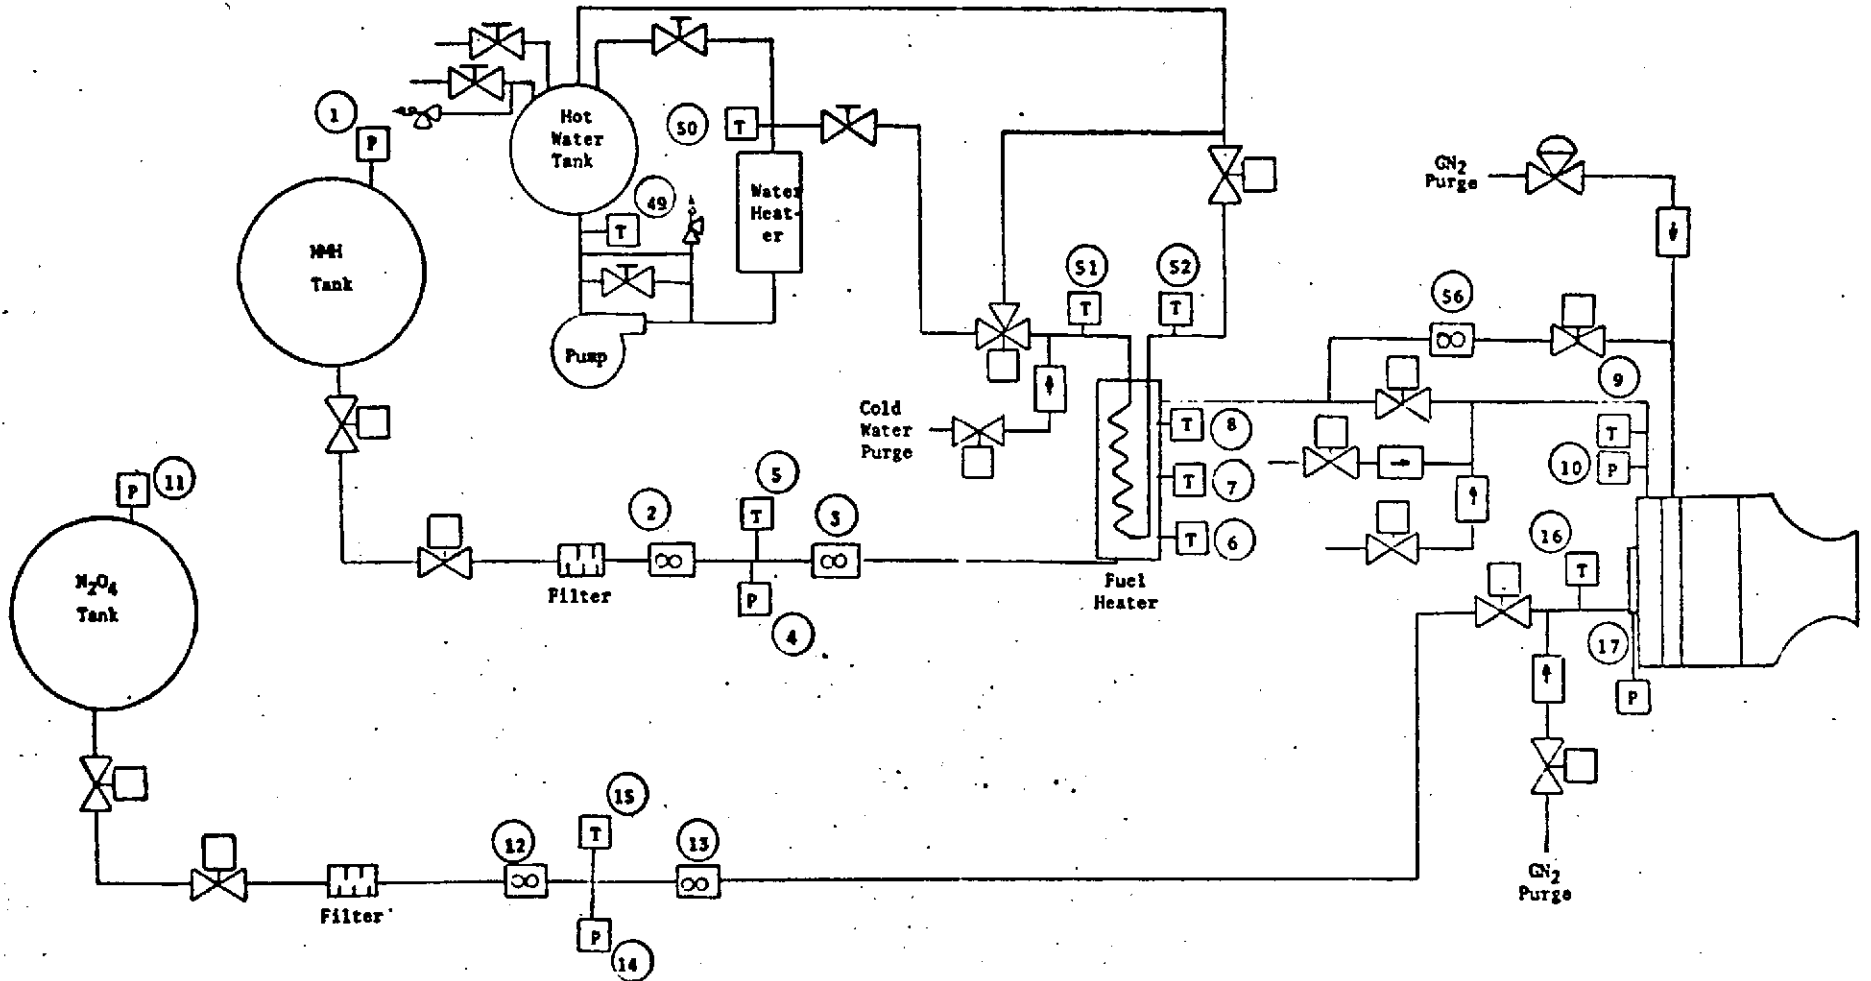 Hot
Water
Tank
1
P
50
T
Water
Heat-
er
49
T
GN2
Purge
MMH
Tank
51
52
T
T
56
Pump
9
Cold
Water
Purge
T
8
T
10
P
T
7
11
P
5
2
T
3
T
6
16
T
Filter
P
4
Fuel
Heater
N2O4
Tank
17
P
15
T
12
13
GN2
Purge
Filter
P
14